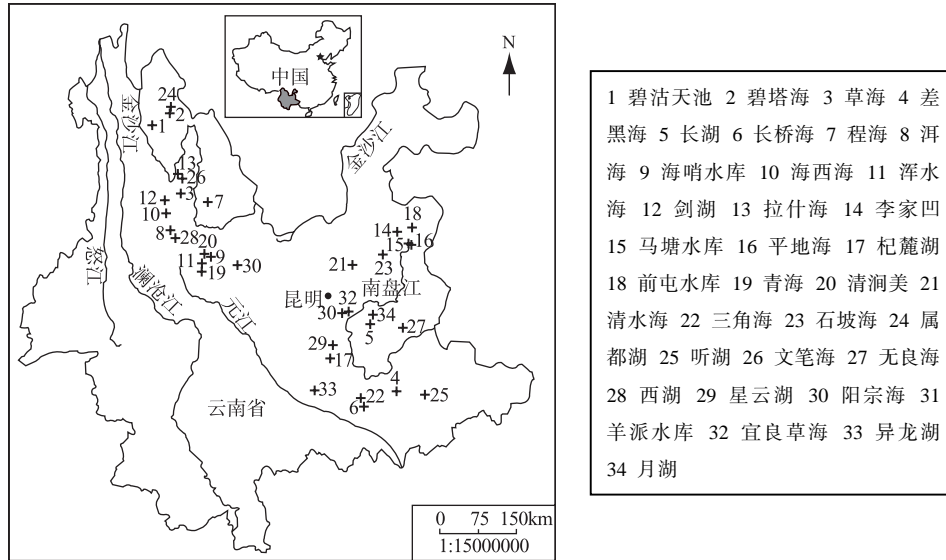 N
中国
24
2
1
金沙江
金沙江
13
26
3
12
7
10
18
14
8
28
20
15
16
9
11
30
21
23
19
怒江
澜沧江
元江
昆明
南盘江
32
30
34
5
27
29
17
33
4
22
25
6
云南省
0 75 150km
1:15000000
1 碧沽天池 2 碧塔海 3 草海 4 差
黑海 5 长湖 6 长桥海 7 程海 8 洱
海 9 海哨水库 10 海西海 11 浑水
海 12 剑湖 13 拉什海 14 李家凹
15 马塘水库 16 平地海 17 杞麓湖
18 前屯水库 19 青海 20 清涧美 21
清水海 22 三角海 23 石坡海 24 属
都湖 25 听湖 26 文笔海 27 无良海
28 西湖 29 星云湖 30 阳宗海 31
羊派水库 32 宜良草海 33 异龙湖
34 月湖